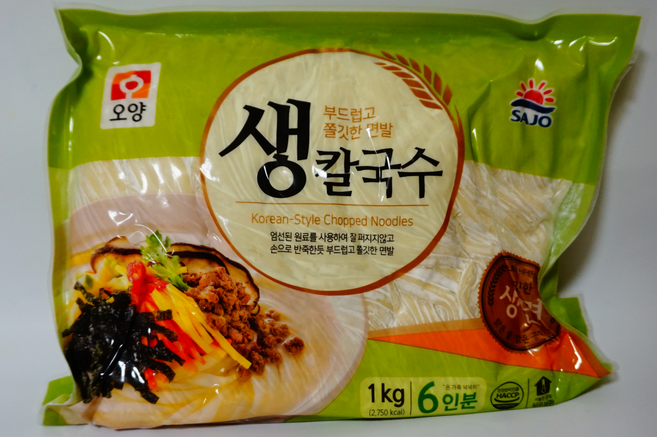 오양
부드럽고
쫄깃한 면발
생칼국수
Korean-Style Chopped Noodles
엄선된 원료를 사용하여 잘 퍼지지않고
손으로 반죽한듯 부드럽고 쫄깃한 면발
SAJO
1kg
(2,750 kcal)
6인분
HACCP